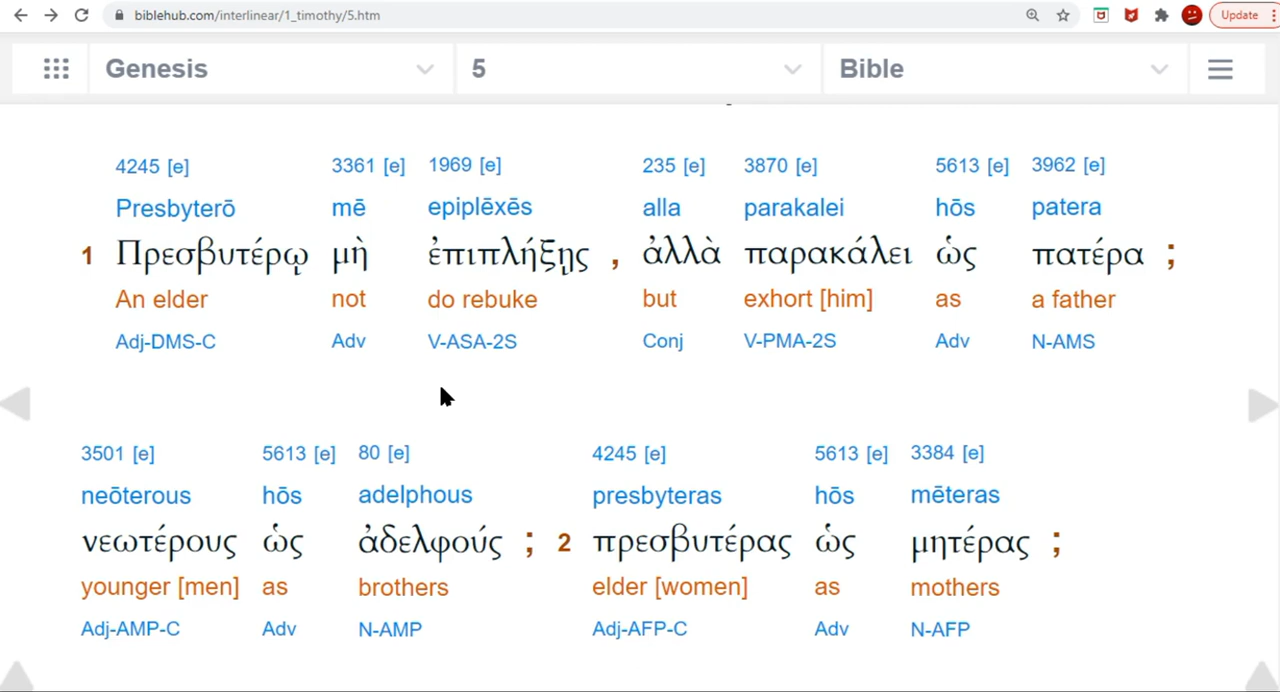 biblehub.com/interlinear/1_timothy/5.htm Update
Genesis 5 Bible
4245 [e] 3361 [e] 1969 [e] 235 [e] 3870 [e] 5613 [e] 3962 [e]
Presbyterō mē epiplēxēs alla parakalei hōs patera
1 Πρεσβυτέρῳ μὴ ἐπιπλήξῃς , ἀλλὰ παρακάλει ὡς πατέρα ;
An elder not do rebuke but exhort [him] as a father
Adj-DMS-C Adv V-ASA-2S Conj V-PMA-2S Adv N-AMS
3501 [e] 5613 [e] 80 [e] 4245 [e] 5613 [e] 3384 [e]
neōterous hōs adelphous presbyteras hōs mēteras
νεωτέρους ὡς ἀδελφούς ; 2 πρεσβυτέρας ὡς μητέρας ;
younger [men] as brothers elder [women] as mothers
Adj-AMP-C Adv N-AMP Adj-AFP-C Adv N-AFP